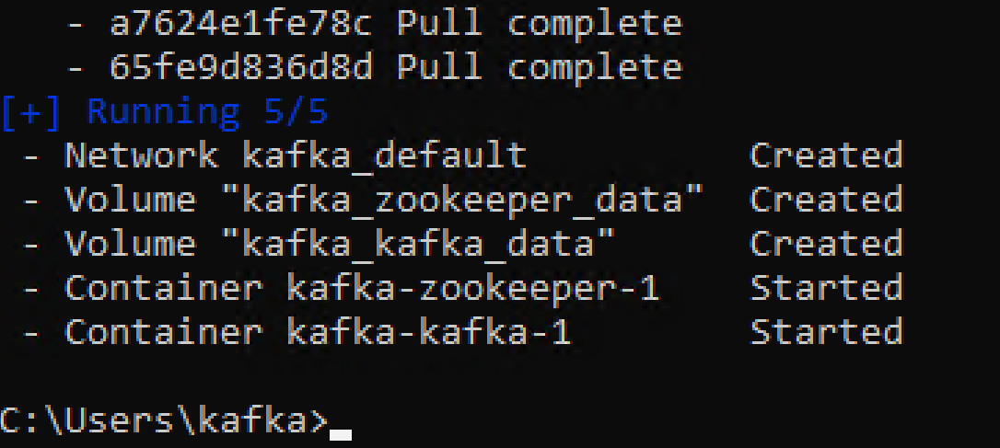 - a7624e1fe78c Pull complete
- 65fe9d836d8d Pull complete
[+] Running 5/5
- Network kafka_default Created
- Volume "kafka_zookeeper_data" Created
- Volume "kafka_kafka_data" Created
- Container kafka-zookeeper-1 Started
- Container kafka-kafka-1 Started
C:\Users\kafka>